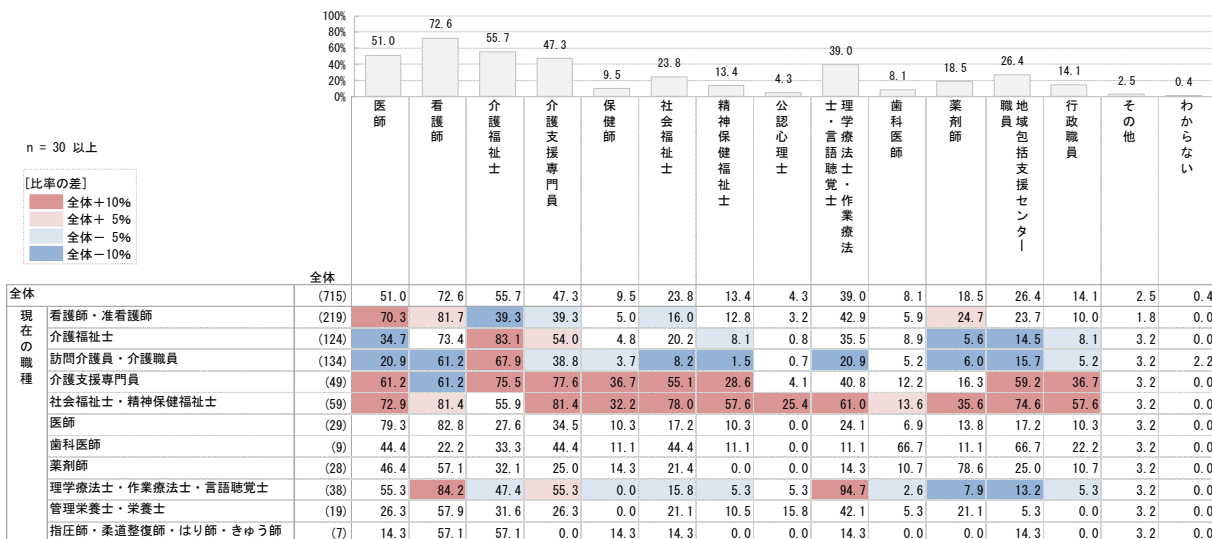 100%
80%
60%
40%
20%
0%
51.0 72.6 55.7 47.3 9.5 23.8 13.4 4.3 39.0 8.1 18.5 26.4 14.1 2.5 0.4
医師
看護師
介護福祉士
介護支援専門員
保健師
社会福祉士
精神保健福祉士
公認心理士
理学療法士・作業療法
士・言語聴覚士
歯科医師
薬剤師
地域包括支援センター
職員
行政職員
その他
わからない
n = 30 以上
[比率の差]
全体+10%
全体+ 5%
全体- 5%
全体-10%
全体
全体 (715) 51.0 72.6 55.7 47.3 9.5 23.8 13.4 4.3 39.0 8.1 18.5 26.4 14.1 2.5 0.4
現在の職種
看護師・准看護師 (219) 70.3 81.7 39.3 39.3 5.0 16.0 12.8 3.2 42.9 5.9 24.7 23.7 10.0 1.8 0.0
介護福祉士 (124) 34.7 73.4 83.1 54.0 4.8 20.2 8.1 0.8 35.5 8.9 5.6 14.5 8.1 3.2 0.0
訪問介護員・介護職員 (134) 20.9 61.2 67.9 38.8 3.7 8.2 1.5 0.7 20.9 5.2 6.0 15.7 5.2 3.2 2.2
介護支援専門員 (49) 61.2 61.2 75.5 77.6 36.7 55.1 28.6 4.1 40.8 12.2 16.3 59.2 36.7 3.2 0.0
社会福祉士・精神保健福祉士 (59) 72.9 81.4 55.9 81.4 32.2 78.0 57.6 25.4 61.0 13.6 35.6 74.6 57.6 3.2 0.0
医師 (29) 79.3 82.8 27.6 34.5 10.3 17.2 10.3 0.0 24.1 6.9 13.8 17.2 10.3 3.2 0.0
歯科医師 (9) 44.4 22.2 33.3 44.4 11.1 44.4 11.1 0.0 11.1 66.7 11.1 66.7 22.2 3.2 0.0
薬剤師 (28) 46.4 57.1 32.1 25.0 14.3 21.4 0.0 0.0 14.3 10.7 78.6 25.0 10.7 3.2 0.0
理学療法士・作業療法士・言語聴覚士 (38) 55.3 84.2 47.4 55.3 0.0 15.8 5.3 5.3 94.7 2.6 7.9 13.2 5.3 3.2 0.0
管理栄養士・栄養士 (19) 26.3 57.9 31.6 26.3 0.0 21.1 10.5 15.8 42.1 5.3 21.1 5.3 0.0 3.2 0.0
指圧師・柔道整復師・はり師・きゅう師 (7) 14.3 57.1 57.1 0.0 14.3 14.3 0.0 0.0 14.3 0.0 0.0 14.3 0.0 3.2 0.0